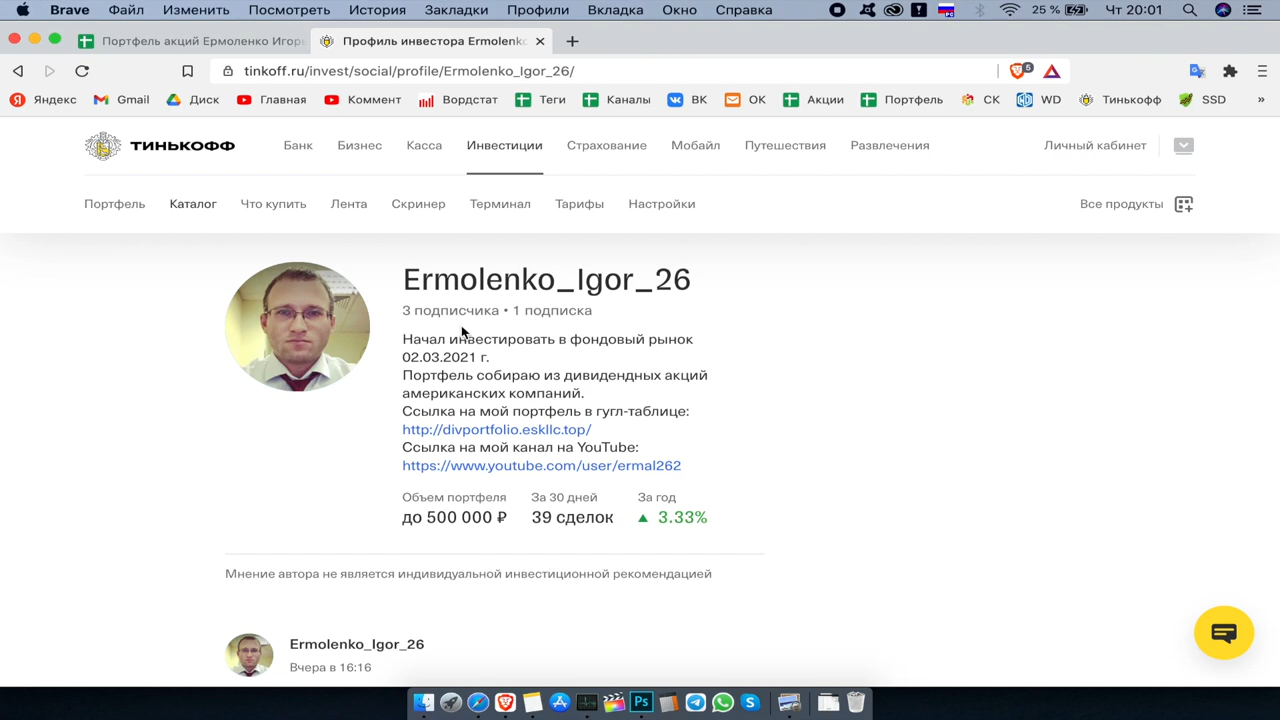 Brave Файл Изменить Посмотреть История Закладки Профили Вкладка Окно Справка 25 % Чт 20:01
Портфель акций Ермоленко Игор Профиль инвестора Ermolenko
tinkoff.ru/invest/social/profile/Ermolenko_Igor_26/ 5
Яндекс Gmail Диск Главная Коммент Вордстат Теги Каналы ВК ОК Акции Портфель СК WD Тинькофф SSD »
ТИНЬКОФФ Банк Бизнес Касса Инвестиции Страхование Мобайл Путешествия Развлечения Личный кабинет
Портфель Каталог Что купить Лента Скринер Терминал Тарифы Настройки Все продукты
Ermolenko_Igor_26
3 подписчика • 1 подписка
Начал инвестировать в фондовый рынок
02.03.2021 г.
Портфель собираю из дивидендных акций
американских компаний.
Ссылка на мой портфель в гугл-таблице:
http://divportfolio.eskllc.top/
Ссылка на мой канал на YouTube:
https://www.youtube.com/user/ermal262
Объем портфеля За 30 дней За год
до 500 000 ₽ 39 сделок 3.33%
Мнение автора не является индивидуальной инвестиционной рекомендацией
Ermolenko_Igor_26
Вчера в 16:16
Ps